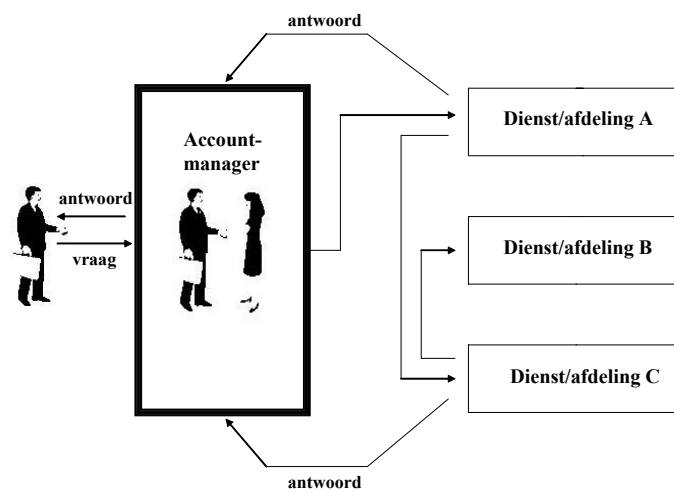 antwoord
Account-
manager
Dienst/afdeling A
antwoord
vraag
Dienst/afdeling B
Dienst/afdeling C
antwoord